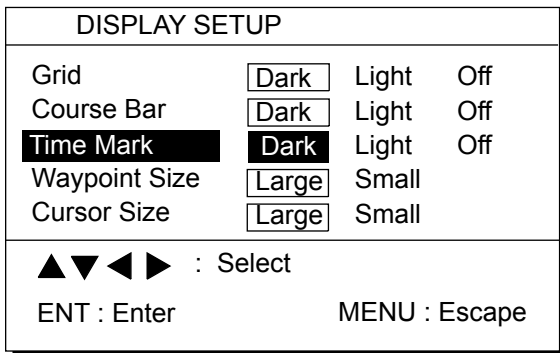 DISPLAY SETUP
Grid Dark Light Off
Course Bar Dark Light Off
Time Mark Dark Light Off
Waypoint Size Large Small
Cursor Size Large Small
▲▼◀▶ : Select
ENT : Enter MENU : Escape